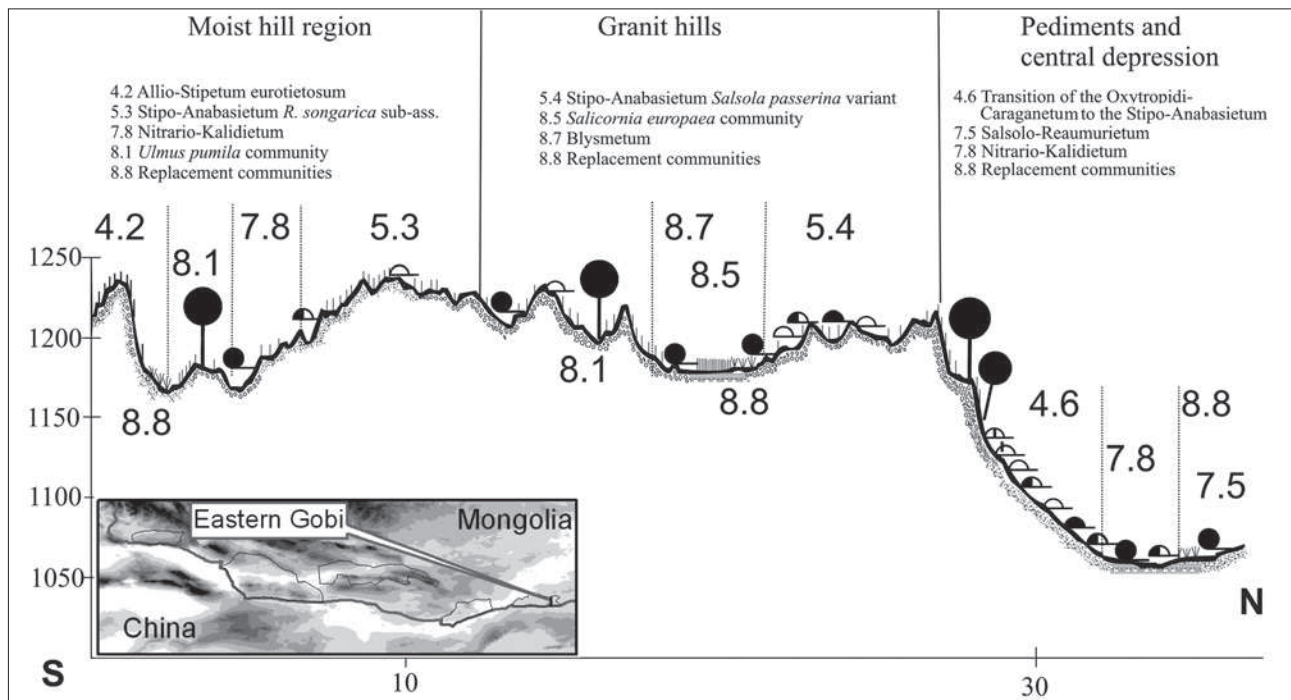 Moist hill region
4.2 Allio-Stipetum eurotietosum
5.3 Stipo-Anabasietum R. songarica sub-ass.
7.8 Nitrario-Kalidietum
8.1 Ulmus pumila community
8.8 Replacement communities
Granit hills
5.4 Stipo-Anabasietum Salsola passerina variant
8.5 Salicornia europaea community
8.7 Blysmetum
8.8 Replacement communities
Pediments and
central depression
4.6 Transition of the Oxytropidi-
Caraganetum to the Stipo-Anabasietum
7.5 Salsolo-Reaumurietum
7.8 Nitrario-Kalidietum
8.8 Replacement communities
4.2
8.1
7.8
5.3
8.8
8.7
8.5
5.4
8.1
8.8
4.6
7.8
8.8
7.5
1250
1200
1150
1100
1050
Eastern Gobi
Mongolia
China
S
N
10
30